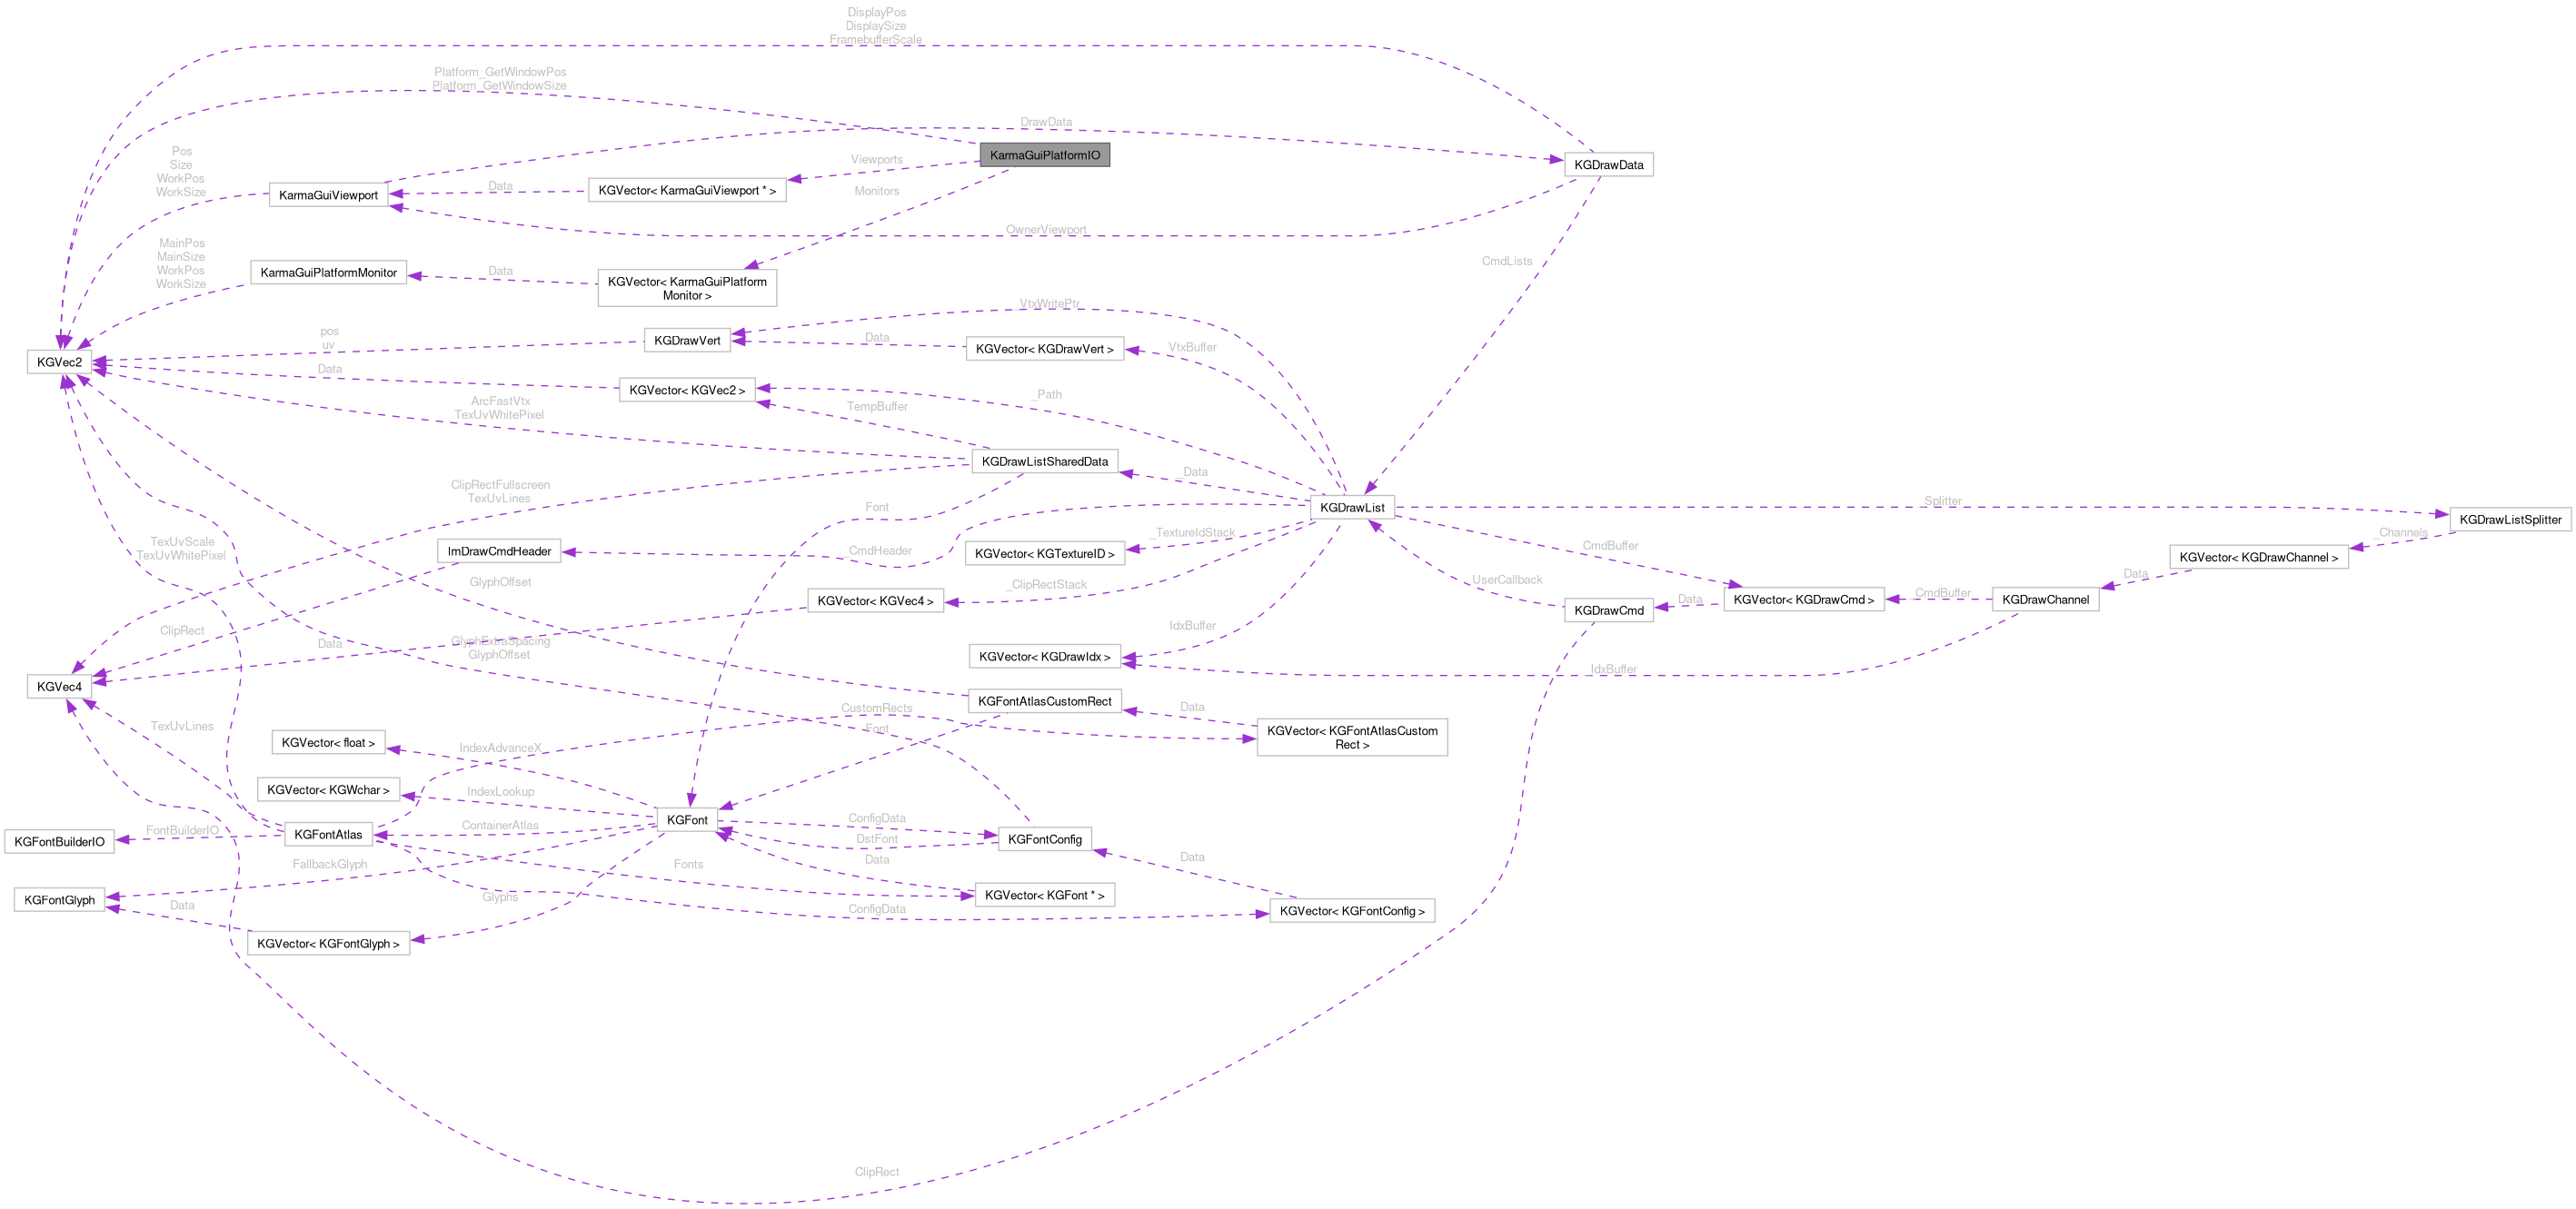 DisplayPos
DisplaySize
FramebufferScale
Platform_GetWindowPos
Platform_GetWindowSize
DrawData
KarmaGuiPlatformIO
Pos
Size
WorkPos
WorkSize
Viewports
KGDrawData
KarmaGuiViewport
Data
KGVector< KarmaGuiViewport * >
Monitors
OwnerViewport
MainPos
MainSize
WorkPos
WorkSize
KarmaGuiPlatformMonitor
Data
KGVector< KarmaGuiPlatform
Monitor >
CmdLists
VtxWritePtr
pos
uv
KGDrawVert
Data
KGVector< KGDrawVert >
VtxBuffer
KGVec2
Data
KGVector< KGVec2 >
_Path
ArcFastVtx
TexUvWhitePixel
TempBuffer
KGDrawListSharedData
_Data
ClipRectFullscreen
TexUvLines
Font
KGDrawList
_Splitter
KGDrawListSplitter
TexUvScale
TexUvWhitePixel
ImDrawCmdHeader
_CmdHeader
KGVector< KGTextureID >
_TextureIdStack
CmdBuffer
_Channels
KGVector< KGDrawChannel >
GlyphOffset
KGVector< KGVec4 >
_ClipRectStack
UserCallback
KGDrawCmd
Data
KGVector< KGDrawCmd >
_CmdBuffer
KGDrawChannel
Data
ClipRect
Data
GlyphExtraSpacing
GlyphOffset
IdxBuffer
KGVector< KGDrawIdx >
_IdxBuffer
KGVec4
KGFontAtlasCustomRect
CustomRects
Data
KGVector< KGFontAtlasCustom
Rect >
TexUvLines
KGVector< float >
IndexAdvanceX
Font
KGVector< KGWchar >
IndexLookup
KGFontBuilderIO
FontBuilderIO
KGFontAtlas
ContainerAtlas
KGFont
ConfigData
DstFont
KGFontConfig
FallbackGlyph
Fonts
Data
Data
KGFontGlyph
Data
Glyphs
KGVector< KGFont * >
ConfigData
KGVector< KGFontConfig >
KGVector< KGFontGlyph >
ClipRect